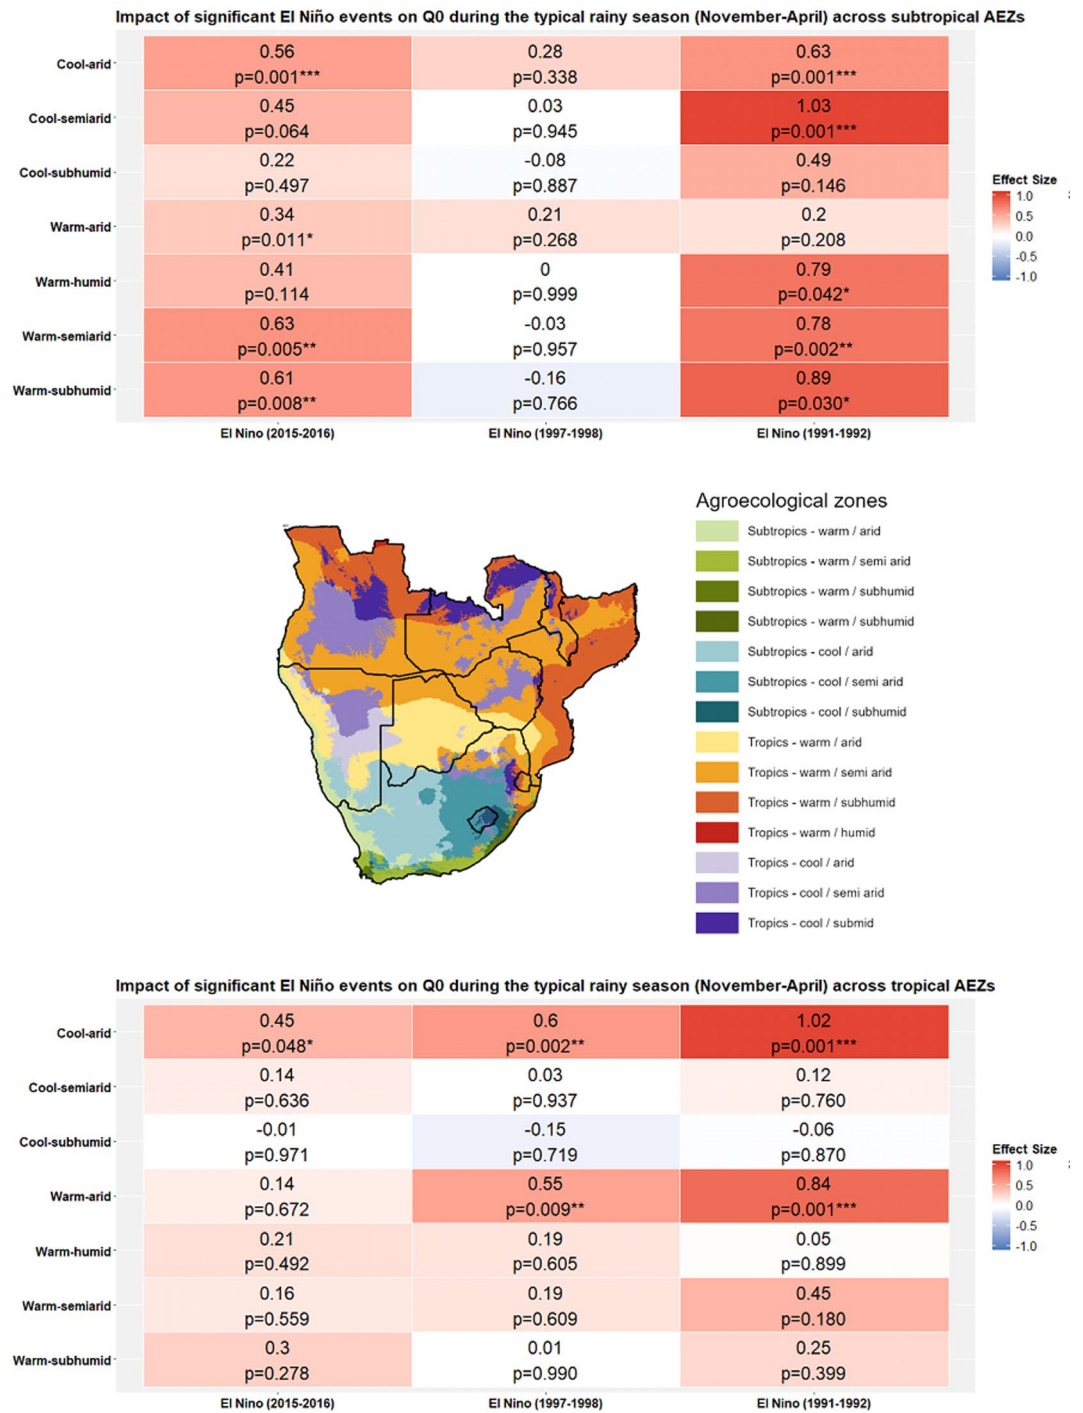 Impact of significant El Niño events on Q0 during the typical rainy season (November-April) across subtropical AEZs
Cool-arid
0.56
p=0.001***
0.28
p=0.338
0.63
p=0.001***
Cool-semiarid
0.45
p=0.064
0.03
p=0.945
1.03
p=0.001***
Cool-subhumid
0.22
p=0.497
-0.08
p=0.887
0.49
p=0.146
Warm-arid
0.34
p=0.011*
0.21
p=0.268
0.2
p=0.208
Warm-humid
0.41
p=0.114
0
p=0.999
0.79
p=0.042*
Warm-semiarid
0.63
p=0.005**
-0.03
p=0.957
0.78
p=0.002**
Warm-subhumid
0.61
p=0.008**
-0.16
p=0.766
0.89
p=0.030*
El Nino (2015-2016)
El Nino (1997-1998)
El Nino (1991-1992)
Effect Size
1.0
0.5
0.0
-0.5
-1.0
Agroecological zones
Subtropics - warm / arid
Subtropics - warm / semi arid
Subtropics - warm / subhumid
Subtropics - warm / subhumid
Subtropics - cool / arid
Subtropics - cool / semi arid
Subtropics - cool / subhumid
Tropics - warm / arid
Tropics - warm / semi arid
Tropics - warm / subhumid
Tropics - warm / humid
Tropics - cool / arid
Tropics - cool / semi arid
Tropics - cool / submid
Impact of significant El Niño events on Q0 during the typical rainy season (November-April) across tropical AEZs
Cool-arid
0.45
p=0.048*
0.6
p=0.002**
1.02
p=0.001***
Cool-semiarid
0.14
p=0.636
0.03
p=0.937
0.12
p=0.760
Cool-subhumid
-0.01
p=0.971
-0.15
p=0.719
-0.06
p=0.870
Warm-arid
0.14
p=0.672
0.55
p=0.009**
0.84
p=0.001***
Warm-humid
0.21
p=0.492
0.19
p=0.605
0.05
p=0.899
Warm-semiarid
0.16
p=0.559
0.19
p=0.609
0.45
p=0.180
Warm-subhumid
0.3
p=0.278
0.01
p=0.990
0.25
p=0.399
El Nino (2015-2016)
El Nino (1997-1998)
El Nino (1991-1992)
Effect Size
1.0
0.5
0.0
-0.5
-1.0